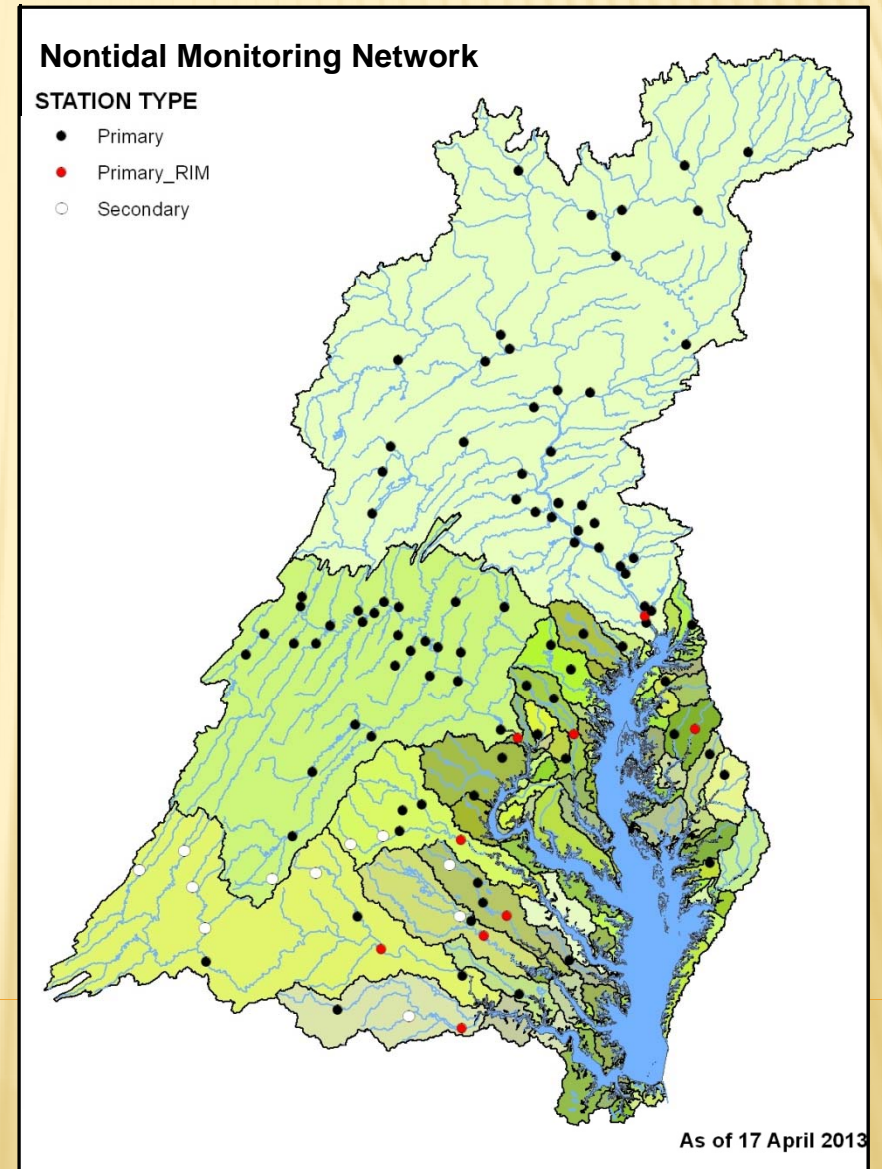 Nontidal Monitoring Network
STATION TYPE
Primary
Primary_RIM
Secondary
As of 17 April 2013